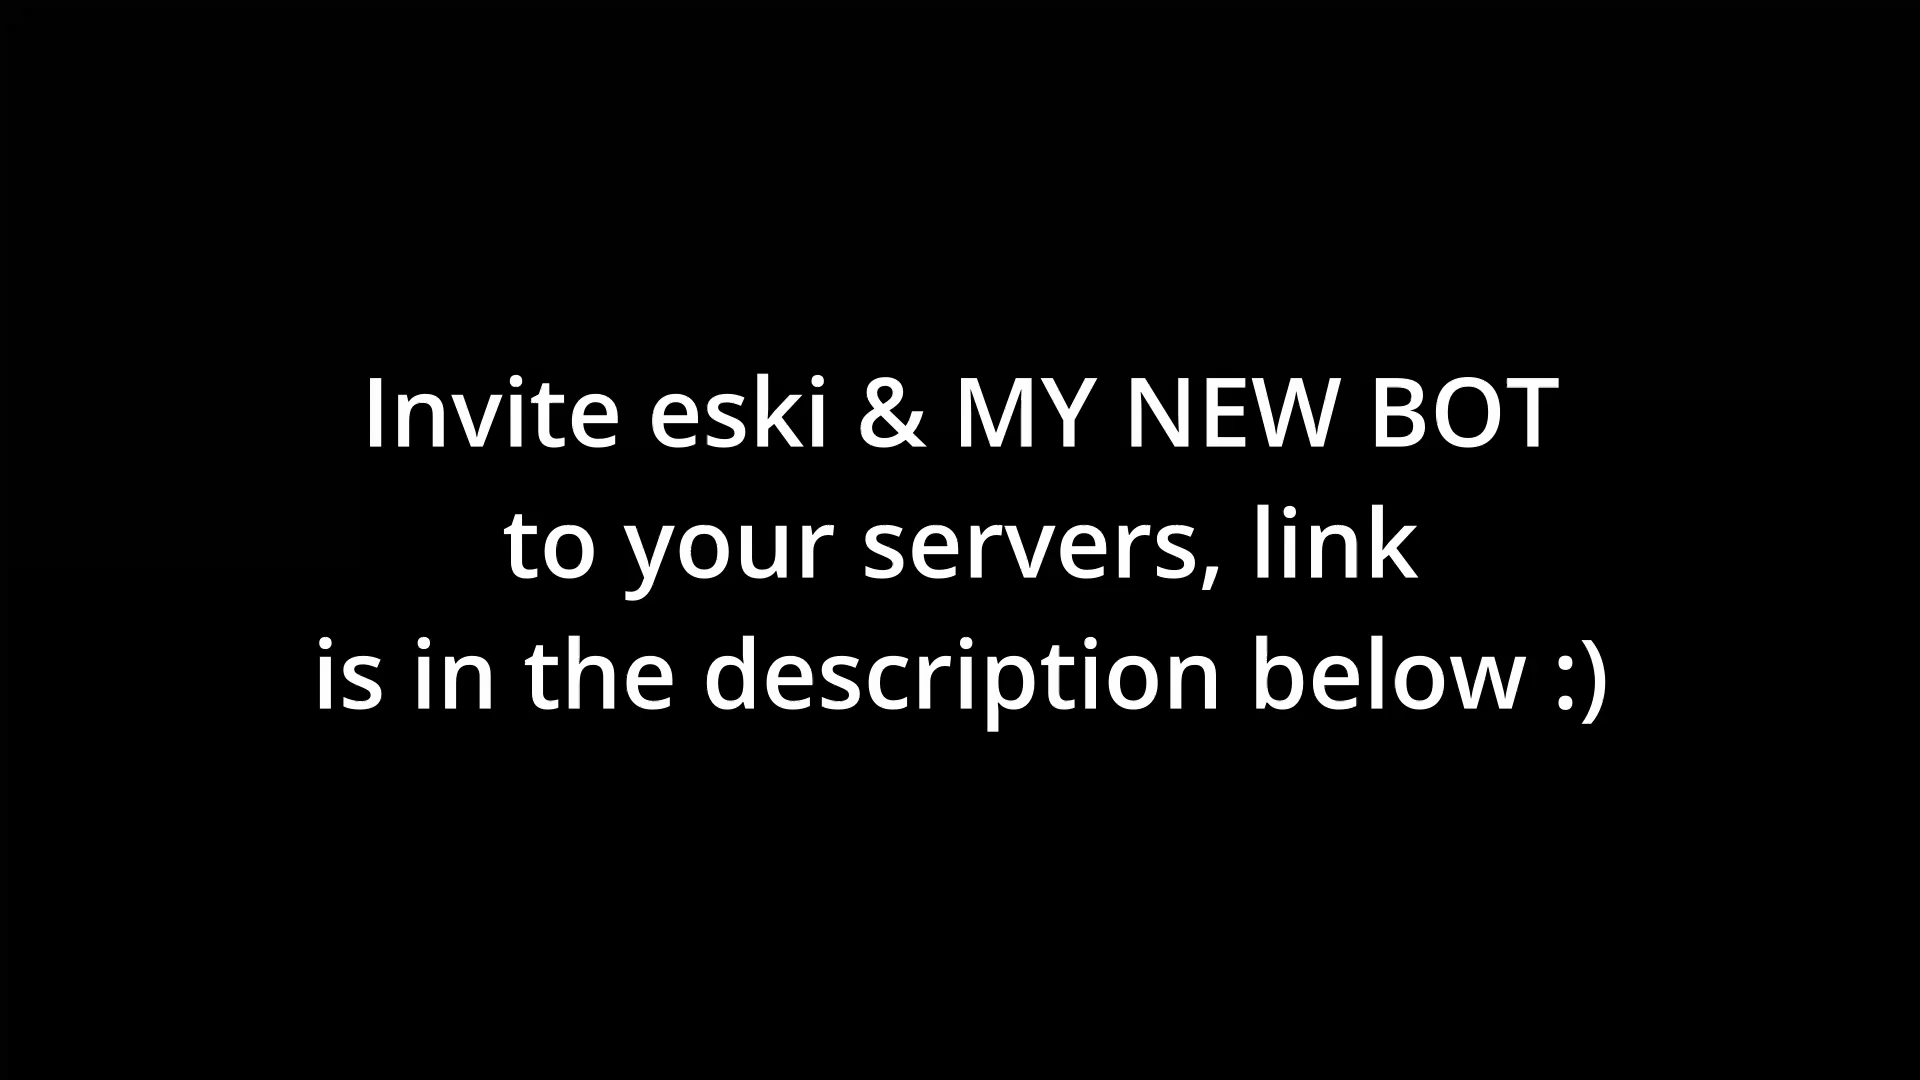 Invite eski & MY NEW BOT
to your servers, link
is in the description below :)